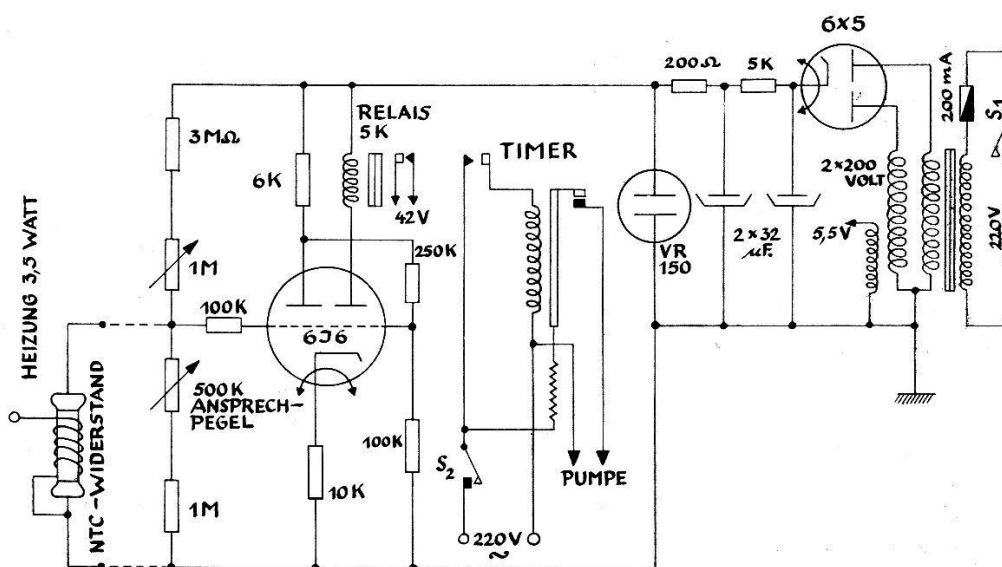 6X5
200Ω
5K
200 mA
S1
RELAIS
5K
3MΩ
TIMER
6K
2×200
VOLT
42V
VR
150
2×32
µF.
5,5V
220V
250K
1M
HEIZUNG 3,5 WATT
100K
6J6
500K
ANSPRECH-
PEGEL
100K
S2
PUMPE
NTC-WIDERSTAND
10K
1M
220V
~